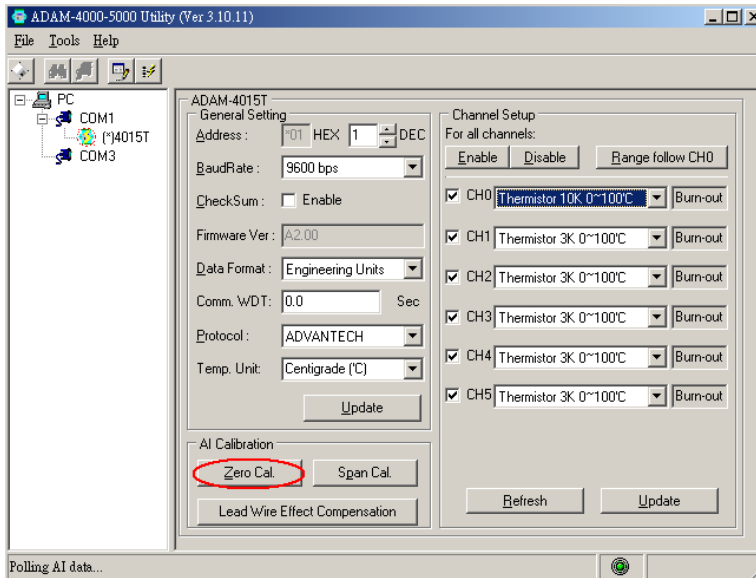 ADAM-4000-5000 Utility (Ver 3.10.11)
File Tools Help
PC
COM1
(*)4015T
COM3
ADAM-4015T
General Setting
Address : *01 HEX 1 DEC
BaudRate : 9600 bps
CheckSum : Enable
Firmware Ver : A2.00
Data Format : Engineering Units
Comm. WDT: 0.0 Sec
Protocol : ADVANTECH
Temp. Unit: Centigrade ('C)
Update
AI Calibration
Zero Cal. Span Cal.
Lead Wire Effect Compensation
Channel Setup
For all channels:
Enable Disable Range follow CH0
CH0 Thermistor 10K 0~100'C Burn-out
CH1 Thermistor 3K 0~100'C Burn-out
CH2 Thermistor 3K 0~100'C Burn-out
CH3 Thermistor 3K 0~100'C Burn-out
CH4 Thermistor 3K 0~100'C Burn-out
CH5 Thermistor 3K 0~100'C Burn-out
Refresh Update
Polling AI data...